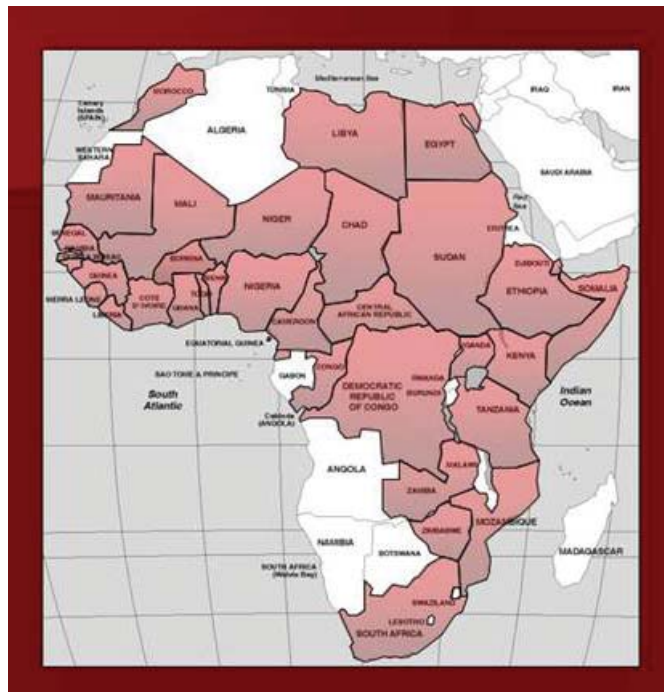 Mediterranean Sea
IRAQ
IRAN
TUNISIA
MOROCCO
Canary
Islands
(SPAIN)
ALGERIA
LIBYA
EGYPT
WESTERN
SAHARA
SAUDI ARABIA
MAURITANIA
MALI
NIGER
CHAD
SUDAN
Red
Sea
ERITREA
SENEGAL
BURKINA
DJIBOUTI
GUINEA
NIGERIA
ETHIOPIA
SOMALIA
SIERRA LEONE
COTE
D'IVOIRE
GHANA
TOGO
LIBERIA
CENTRAL
AFRICAN REPUBLIC
CAMEROON
EQUATORIAL GUINEA
UGANDA
KENYA
SAO TOME & PRINCIPE
GABON
CONGO
DEMOCRATIC
REPUBLIC
OF CONGO
RWANDA
BURUNDI
South
Atlantic
Indian
Ocean
TANZANIA
(ANGOLA)
ANGOLA
MALAWI
ZAMBIA
MOZAMBIQUE
ZIMBABWE
NAMIBIA
BOTSWANA
MADAGASCAR
SOUTH AFRICA
(Walvis Bay)
SWAZILAND
LESOTHO
SOUTH AFRICA